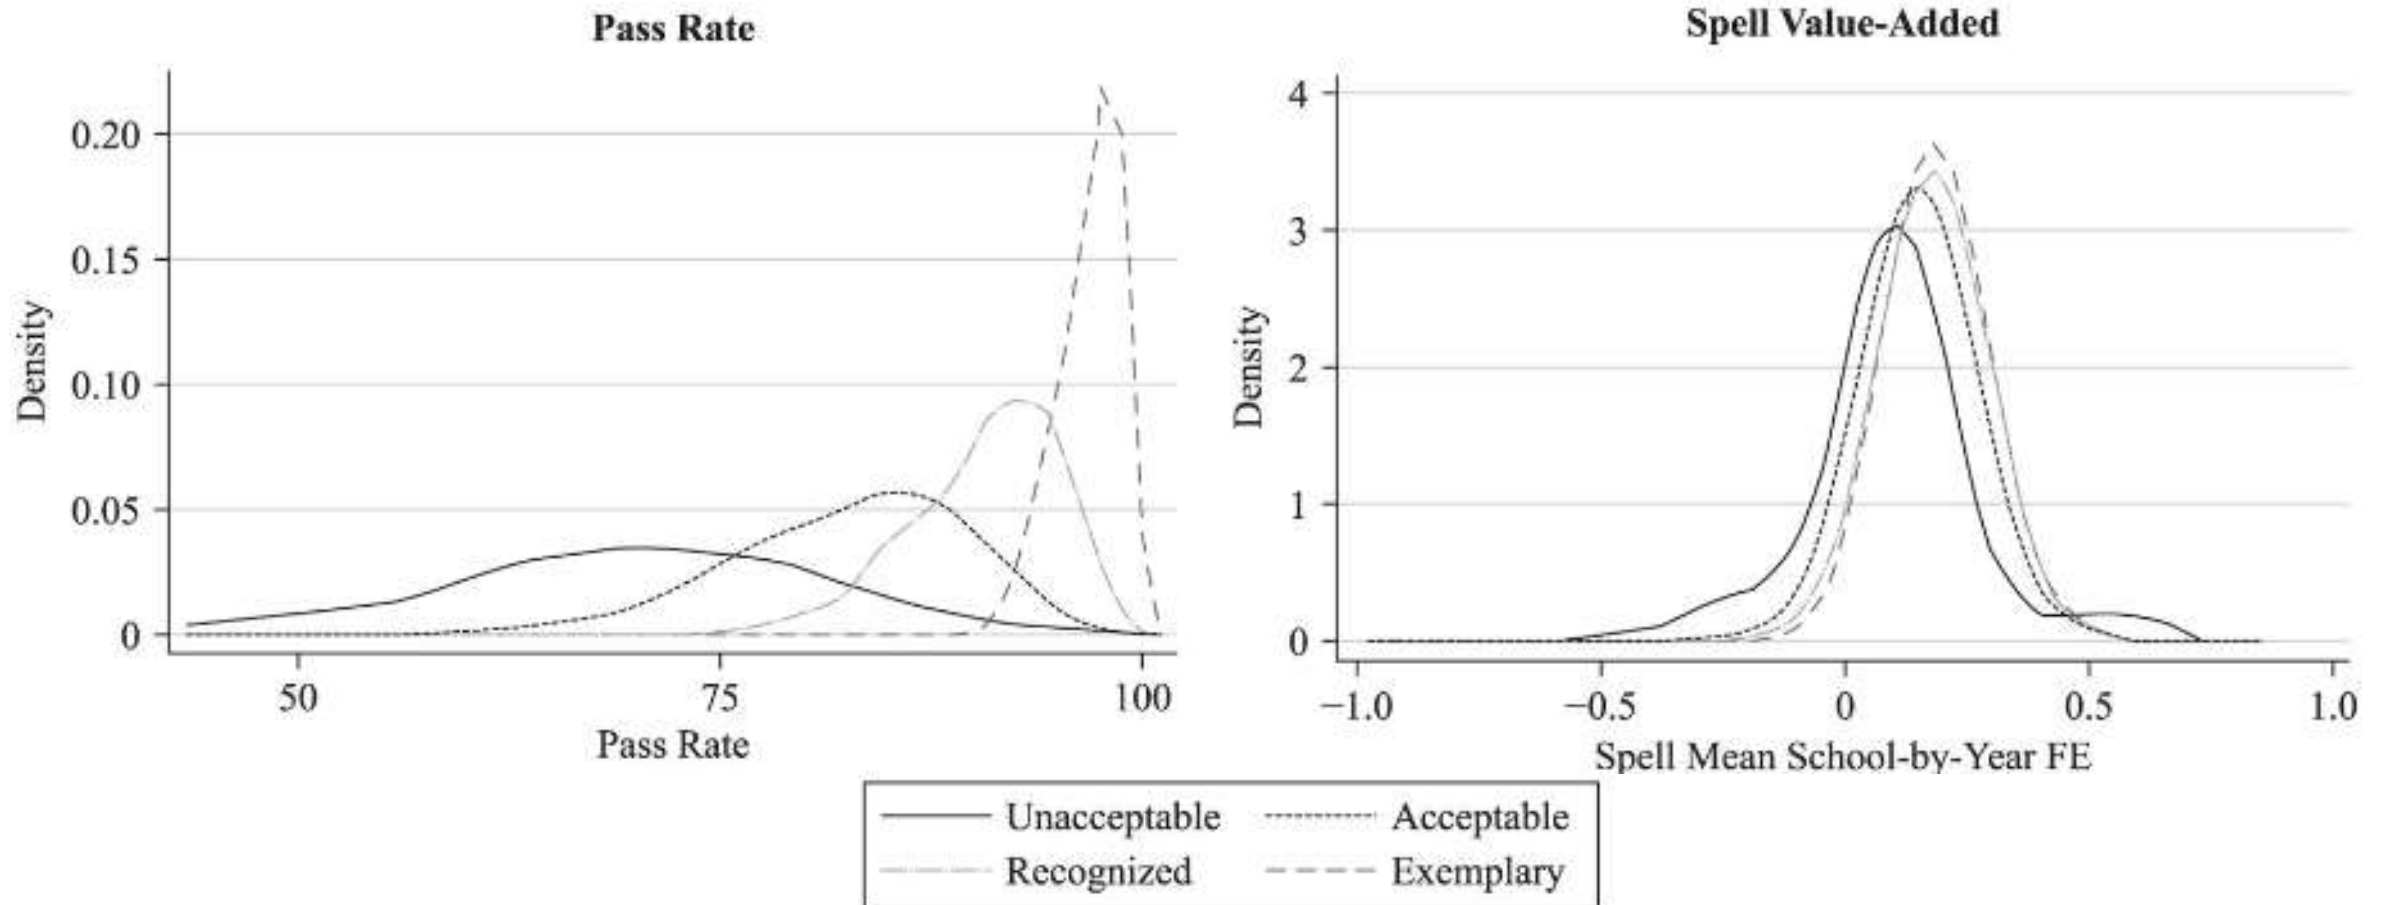 Pass Rate
0.20
0.15
0.10
0.05
0
Density
50 75 100
Pass Rate
Spell Value-Added
4
3
2
1
0
Density
−1.0 −0.5 0 0.5 1.0
Spell Mean School-by-Year FE
Unacceptable Acceptable
Recognized Exemplary